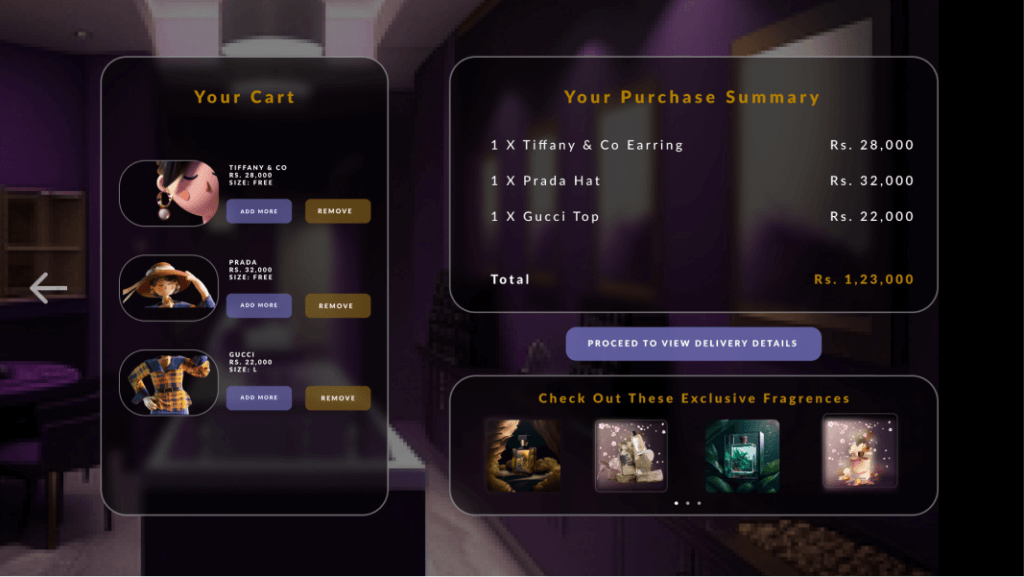 Your Cart
TIFFANY & CO
RS. 28,000
SIZE: FREE
ADD MORE
REMOVE
PRADA
RS. 32,000
SIZE: FREE
ADD MORE
REMOVE
GUCCI
RS. 22,000
SIZE: L
ADD MORE
REMOVE
Your Purchase Summary
1 X Tiffany & Co Earring Rs. 28,000
1 X Prada Hat Rs. 32,000
1 X Gucci Top Rs. 22,000
Total Rs. 1,23,000
PROCEED TO VIEW DELIVERY DETAILS
Check Out These Exclusive Fragrences